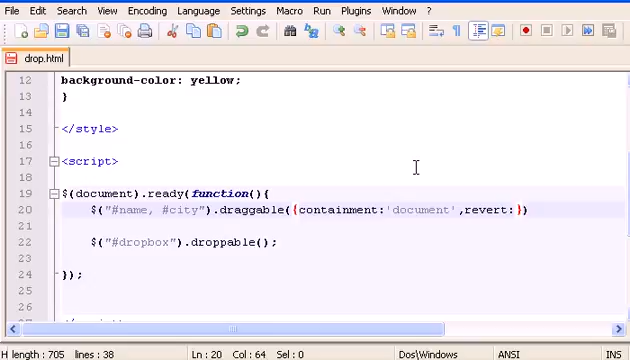 File Edit Search View Encoding Language Settings Macro Run Plugins Window ?
drop.html
12 background-color: yellow;
13 }
14
15 </style>
16
17 <script>
18
19 $(document).ready(function(){
20 $("#name, #city").draggable({containment:'document',revert:})
21
22 $("#dropbox").droppable();
23
24 });
25
26
H length : 705 lines : 38 Ln : 20 Col : 64 Sel : 0 Dos\Windows ANSI INS